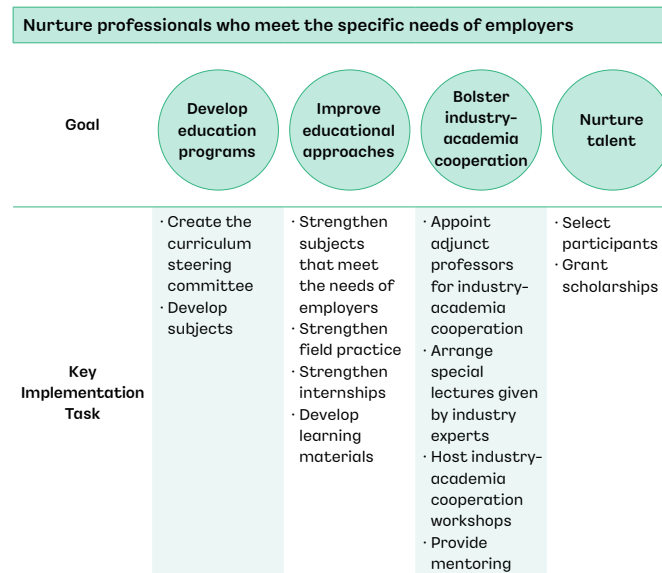 Nurture professionals who meet the specific needs of employers
Goal
Develop
education
programs
Improve
educational
approaches
Bolster
industry-
academia
cooperation
Nurture
talent
Key
Implementation
Task
· Create the
curriculum
steering
committee
· Develop
subjects
· Strengthen
subjects
that meet
the needs of
employers
· Strengthen
field practice
· Strengthen
internships
· Develop
learning
materials
· Appoint
adjunct
professors
for industry-
academia
cooperation
· Arrange
special
lectures given
by industry
experts
· Host industry-
academia
cooperation
workshops
· Provide
mentoring
· Select
participants
· Grant
scholarships